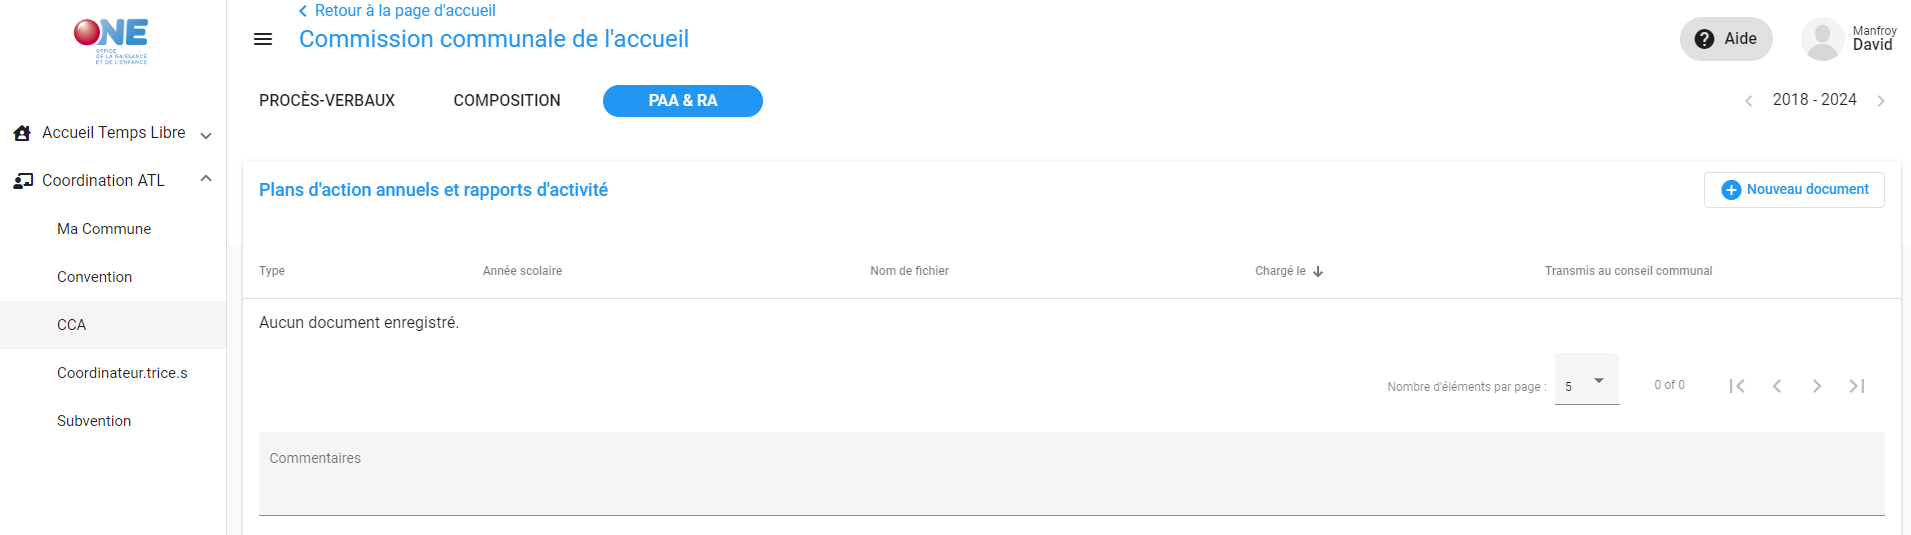 ONE
OFFICE
DE LA NAISSANCE
ET DE L'ENFANCE
Retour à la page d'accueil
Commission communale de l'accueil
Aide
Manfroy
David
PROCÈS-VERBAUX
COMPOSITION
PAA & RA
2018 - 2024
Accueil Temps Libre
Coordination ATL
Ma Commune
Convention
CCA
Coordinateur.trice.s
Subvention
Plans d'action annuels et rapports d'activité
Nouveau document
Type
Année scolaire
Nom de fichier
Chargé le
Transmis au conseil communal
Aucun document enregistré.
Nombre d'éléments par page :
5
0 of 0
Commentaires